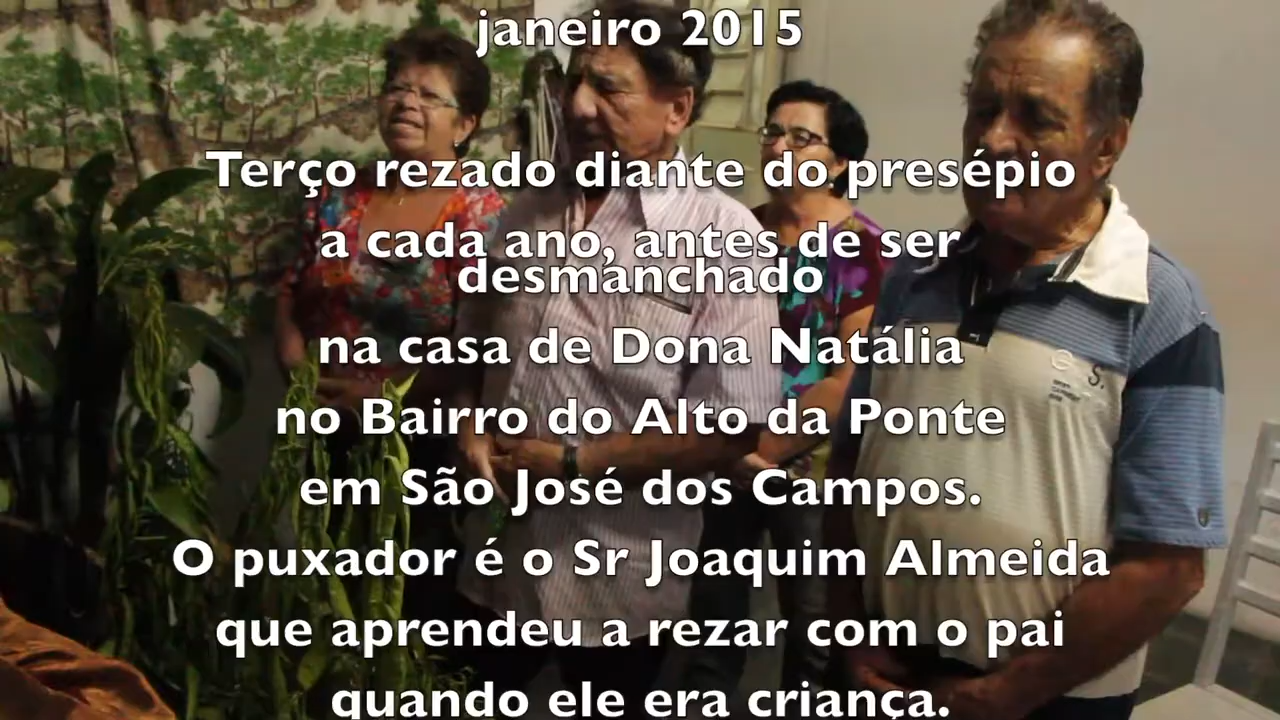 janeiro 2015
Terço rezado diante do presépio
a cada ano, antes de ser
desmanchado
na casa de Dona Natália
no Bairro do Alto da Ponte
em São José dos Campos.
O puxador é o Sr Joaquim Almeida
que aprendeu a rezar com o pai
quando ele era criança.